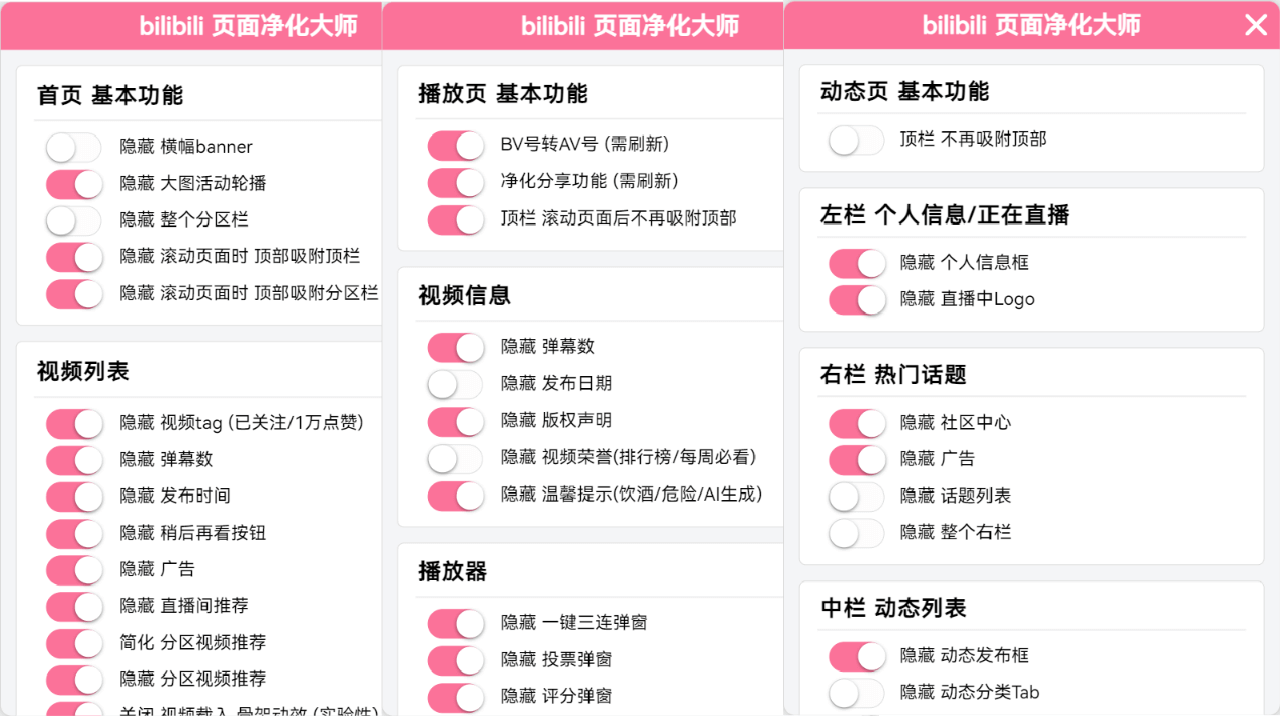 bilibili 页面净化大师
首页 基本功能
隐藏 横幅banner
隐藏 大图活动轮播
隐藏 整个分区栏
隐藏 滚动页面时 顶部吸附顶栏
隐藏 滚动页面时 顶部吸附分区栏
视频列表
隐藏 视频tag (已关注/1万点赞)
隐藏 弹幕数
隐藏 发布时间
隐藏 稍后再看按钮
隐藏 广告
隐藏 直播间推荐
简化 分区视频推荐
隐藏 分区视频推荐
关闭 视频载入 骨架动效 (实验性)
bilibili 页面净化大师
播放页 基本功能
BV号转AV号 (需刷新)
净化分享功能 (需刷新)
顶栏 滚动页面后不再吸附顶部
视频信息
隐藏 弹幕数
隐藏 发布日期
隐藏 版权声明
隐藏 视频荣誉(排行榜/每周必看)
隐藏 温馨提示(饮酒/危险/AI生成)
播放器
隐藏 一键三连弹窗
隐藏 投票弹窗
隐藏 评分弹窗
bilibili 页面净化大师
动态页 基本功能
顶栏 不再吸附顶部
左栏 个人信息/正在直播
隐藏 个人信息框
隐藏 直播中Logo
右栏 热门话题
隐藏 社区中心
隐藏 广告
隐藏 话题列表
隐藏 整个右栏
中栏 动态列表
隐藏 动态发布框
隐藏 动态分类Tab